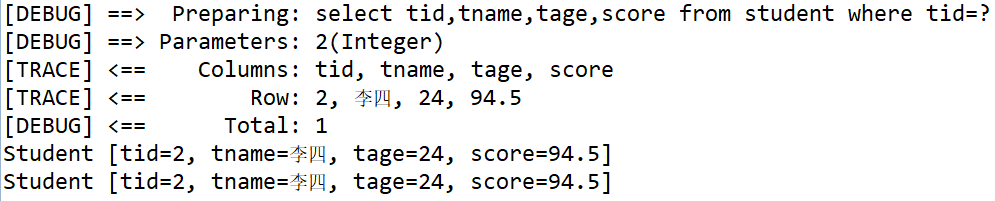 [DEBUG] ==>  Preparing: select tid,tname,tage,score from student where tid=?
[DEBUG] ==> Parameters: 2(Integer)
[TRACE] <==    Columns: tid, tname, tage, score
[TRACE] <==        Row: 2, 李四, 24, 94.5
[DEBUG] <==      Total: 1
Student [tid=2, tname=李四, tage=24, score=94.5]
Student [tid=2, tname=李四, tage=24, score=94.5]